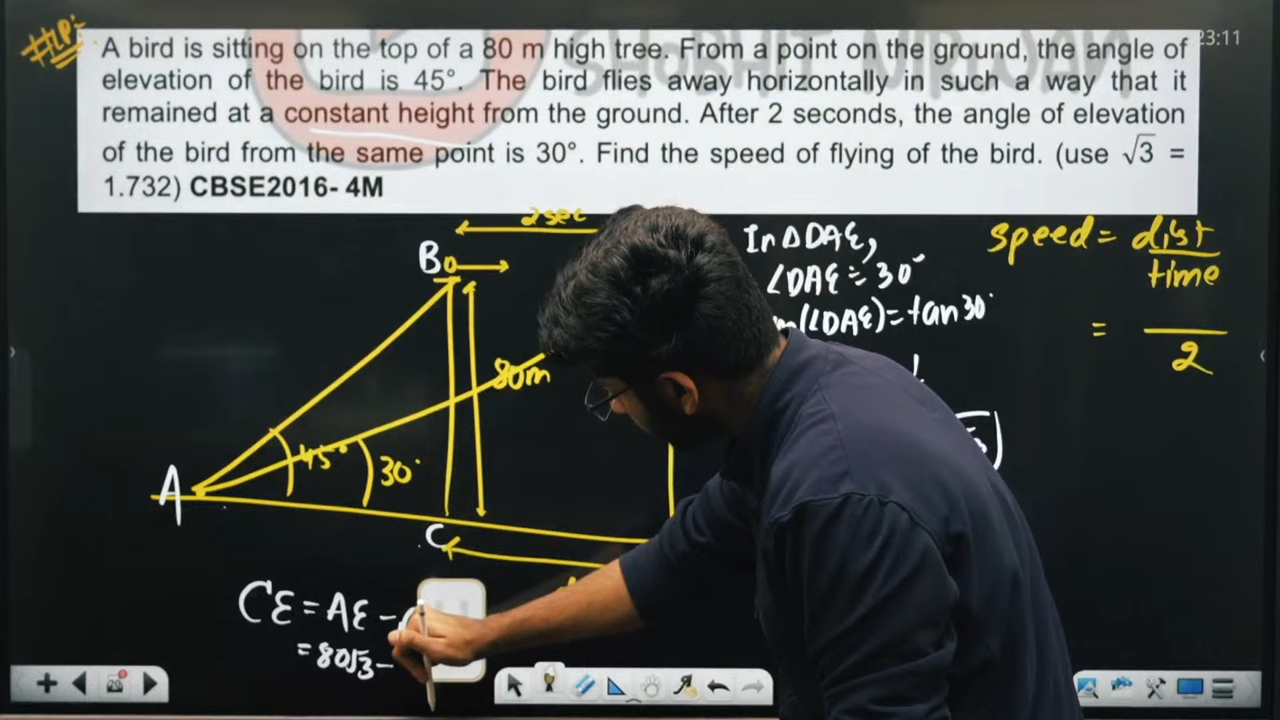 #LP:-
A bird is sitting on the top of a 80 m high tree. From a point on the ground, the angle of
elevation of the bird is 45°. The bird flies away horizontally in such a way that it
remained at a constant height from the ground. After 2 seconds, the angle of elevation
of the bird from the same point is 30°. Find the speed of flying of the bird. (use √3 =
1.732) CBSE2016- 4M
23:11
2sec
B
80m
A
45°
30°
C
CE = AE -
= 80√3 -
In △DAE,
∠DAE = 30°
(∠DAE) = tan30°
speed = dist
time
=
2
29